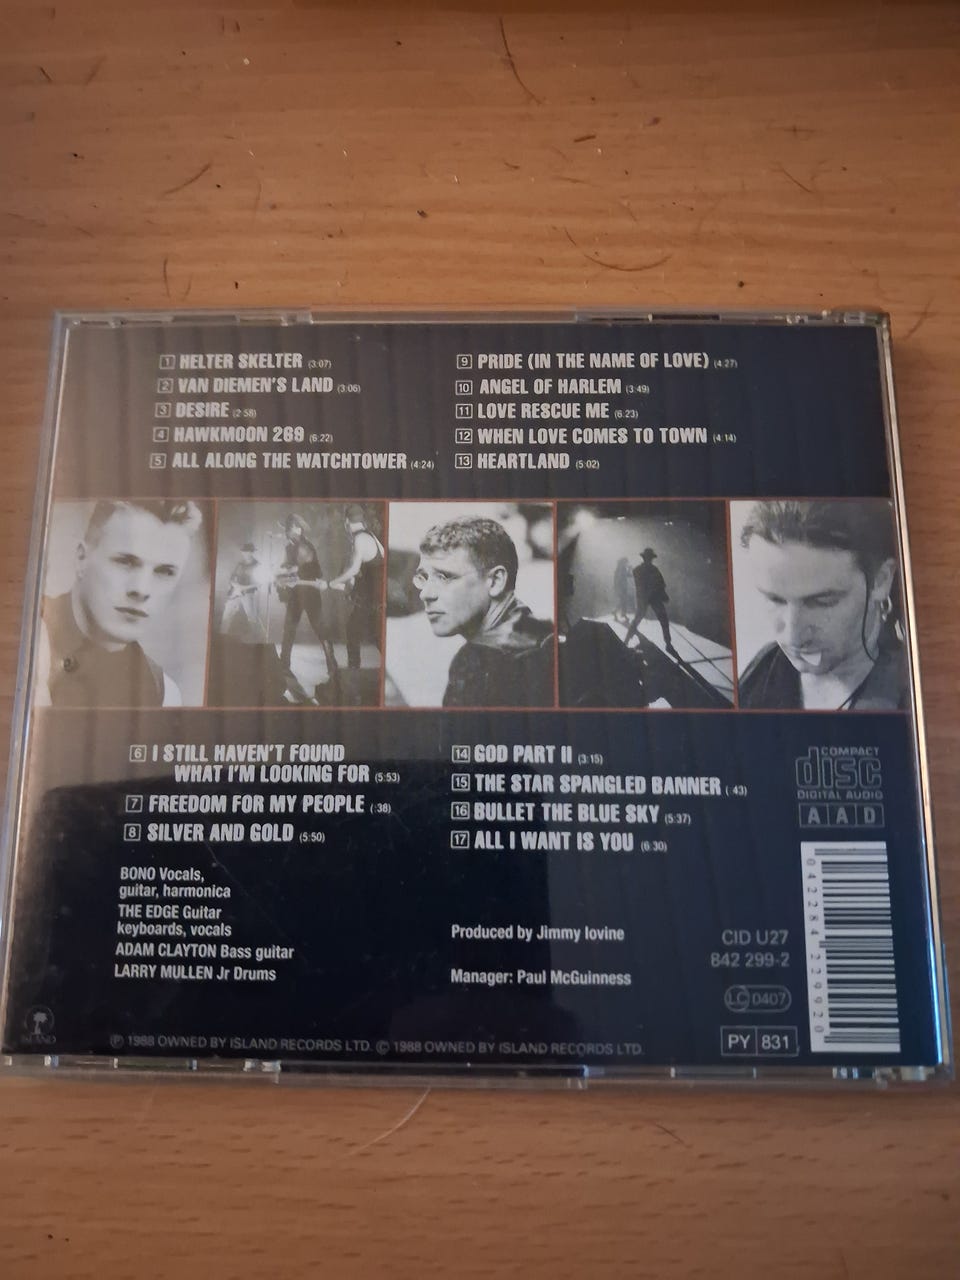 1 HELTER SKELTER (3:07)
2 VAN DIEMEN'S LAND (3:06)
3 DESIRE (2:58)
4 HAWKMOON 269 (6:22)
5 ALL ALONG THE WATCHTOWER (4:24)
9 PRIDE (IN THE NAME OF LOVE) (4:27)
10 ANGEL OF HARLEM (3:49)
11 LOVE RESCUE ME (6:23)
12 WHEN LOVE COMES TO TOWN (4:14)
13 HEARTLAND (5:02)
6 I STILL HAVEN'T FOUND
WHAT I'M LOOKING FOR (5:53)
7 FREEDOM FOR MY PEOPLE (:38)
8 SILVER AND GOLD (5:50)
14 GOD PART II (3:15)
15 THE STAR SPANGLED BANNER (:43)
16 BULLET THE BLUE SKY (5:37)
17 ALL I WANT IS YOU (6:30)
COMPACT
disc
DIGITAL AUDIO
A A D
BONO Vocals,
guitar, harmonica
THE EDGE Guitar
keyboards, vocals
ADAM CLAYTON Bass guitar
LARRY MULLEN Jr Drums
Produced by Jimmy Iovine
Manager: Paul McGuinness
CID U27
842 299-2
LC 0407
PY 831
0 42284 22992 0
ISLAND
℗ 1988 OWNED BY ISLAND RECORDS LTD. © 1988 OWNED BY ISLAND RECORDS LTD.